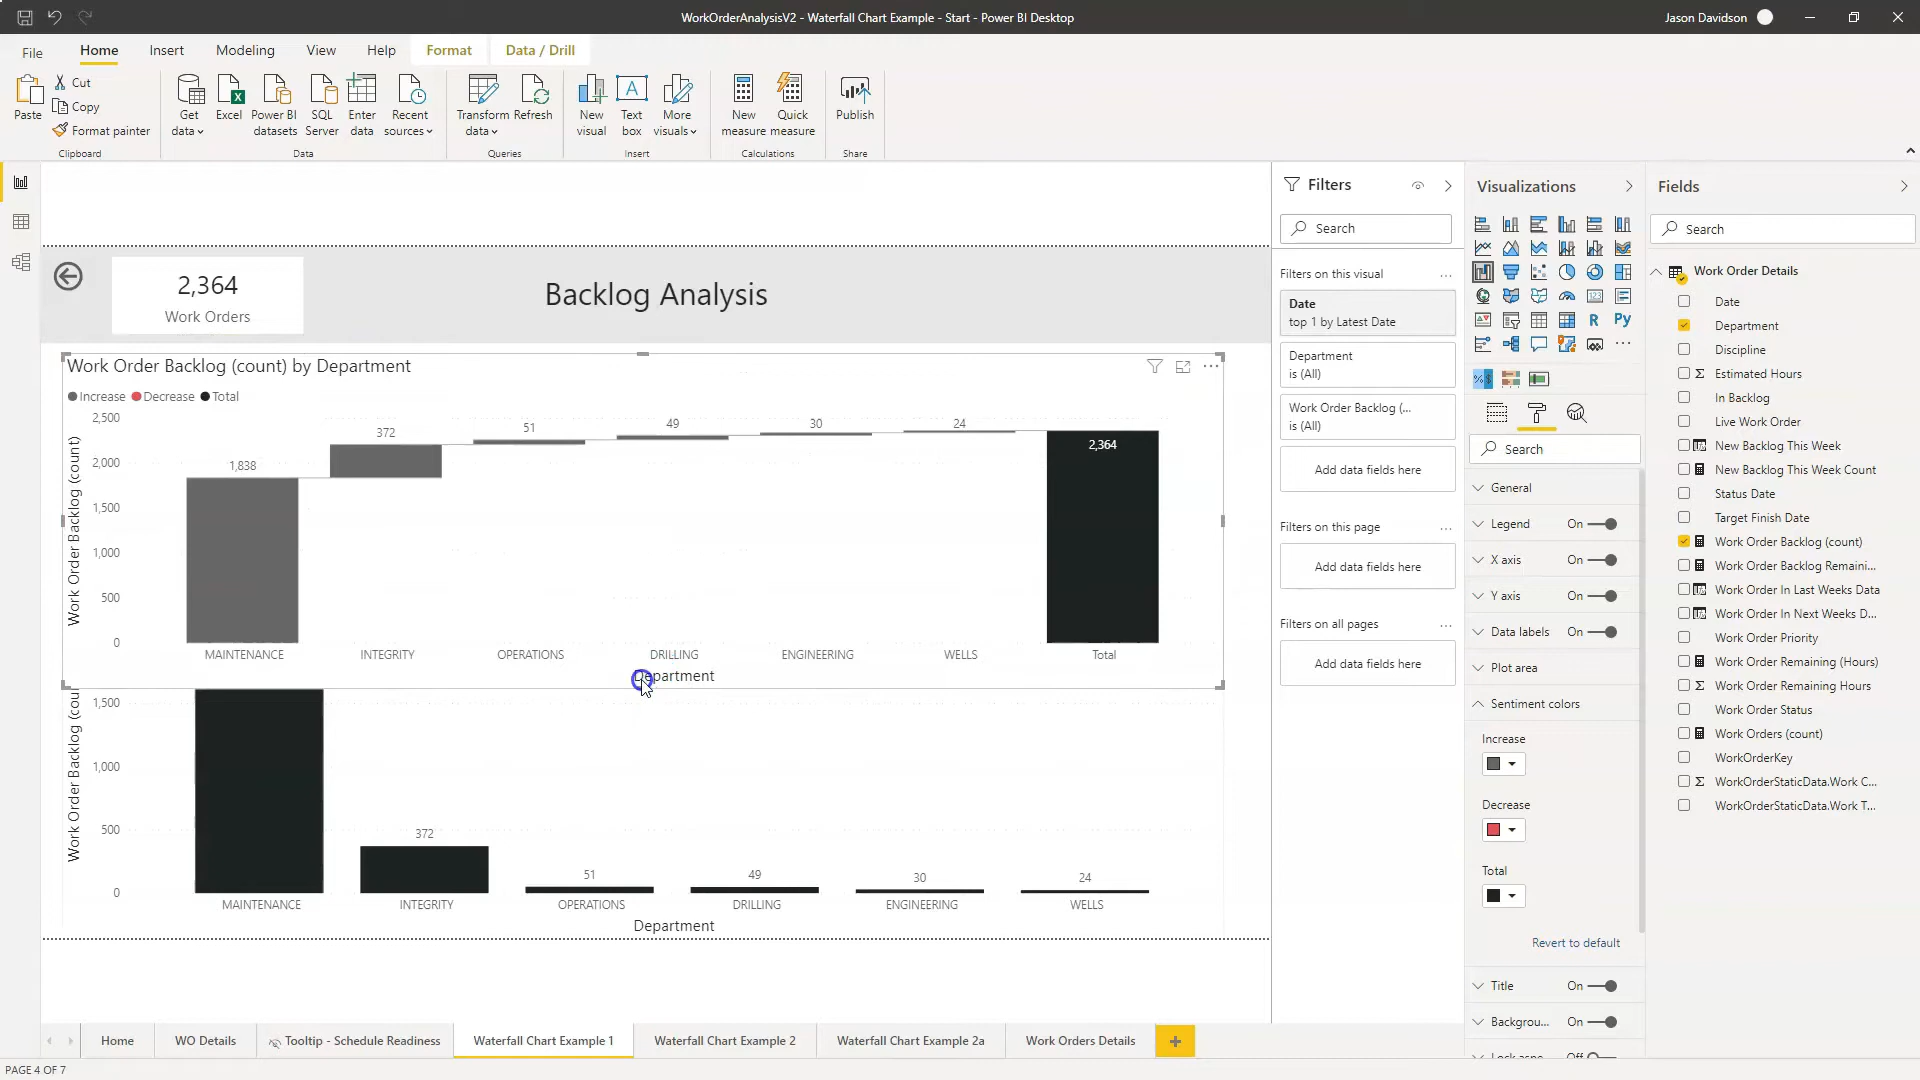 WorkOrderAnalysisV2 - Waterfall Chart Example - Start - Power BI Desktop
Jason Davidson
File
Home
Insert
Modeling
View
Help
Format
Data / Drill
Paste
Cut
Copy
Format painter
Clipboard
Get data
Excel
Power BI datasets
SQL Server
Enter data
Recent sources
Data
Transform data
Refresh
Queries
New visual
A
Text box
More visuals
Insert
New measure
Quick measure
Calculations
Publish
Share
2,364
Work Orders
Backlog Analysis
Work Order Backlog (count) by Department
Increase
Decrease
Total
Work Order Backlog (count)
2,500
2,000
1,500
1,000
500
0
1,838
372
51
49
30
24
2,364
MAINTENANCE
INTEGRITY
OPERATIONS
DRILLING
ENGINEERING
WELLS
Total
Department
Work Order Backlog (cour
1,500
1,000
500
0
372
51
49
30
24
MAINTENANCE
INTEGRITY
OPERATIONS
DRILLING
ENGINEERING
WELLS
Department
Filters
Search
Filters on this visual
...
Date
top 1 by Latest Date
Department
is (All)
Work Order Backlog (...
is (All)
Add data fields here
Filters on this page
...
Add data fields here
Filters on all pages
...
Add data fields here
Visualizations
123
R
Py
...
Search
General
Legend On
X axis On
Y axis On
Data labels On
Plot area
Sentiment colors
Increase
Decrease
Total
Revert to default
Title On
Backgrou... On
Lock aspe... Off
Fields
Search
Work Order Details
Date
Department
Discipline
Σ Estimated Hours
In Backlog
Live Work Order
New Backlog This Week
New Backlog This Week Count
Status Date
Target Finish Date
Work Order Backlog (count)
Work Order Backlog Remaini...
Work Order In Last Weeks Data
Work Order In Next Weeks D...
Work Order Priority
Work Order Remaining (Hours)
Σ Work Order Remaining Hours
Work Order Status
Work Orders (count)
WorkOrderKey
Σ WorkOrderStaticData.Work C...
WorkOrderStaticData.Work T...
Home
WO Details
Tooltip - Schedule Readiness
Waterfall Chart Example 1
Waterfall Chart Example 2
Waterfall Chart Example 2a
Work Orders Details
+
PAGE 4 OF 7